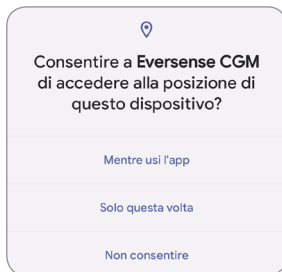 Consentire a Eversense CGM
di accedere alla posizione di
questo dispositivo?
Mentre usi l'app
Solo questa volta
Non consentire